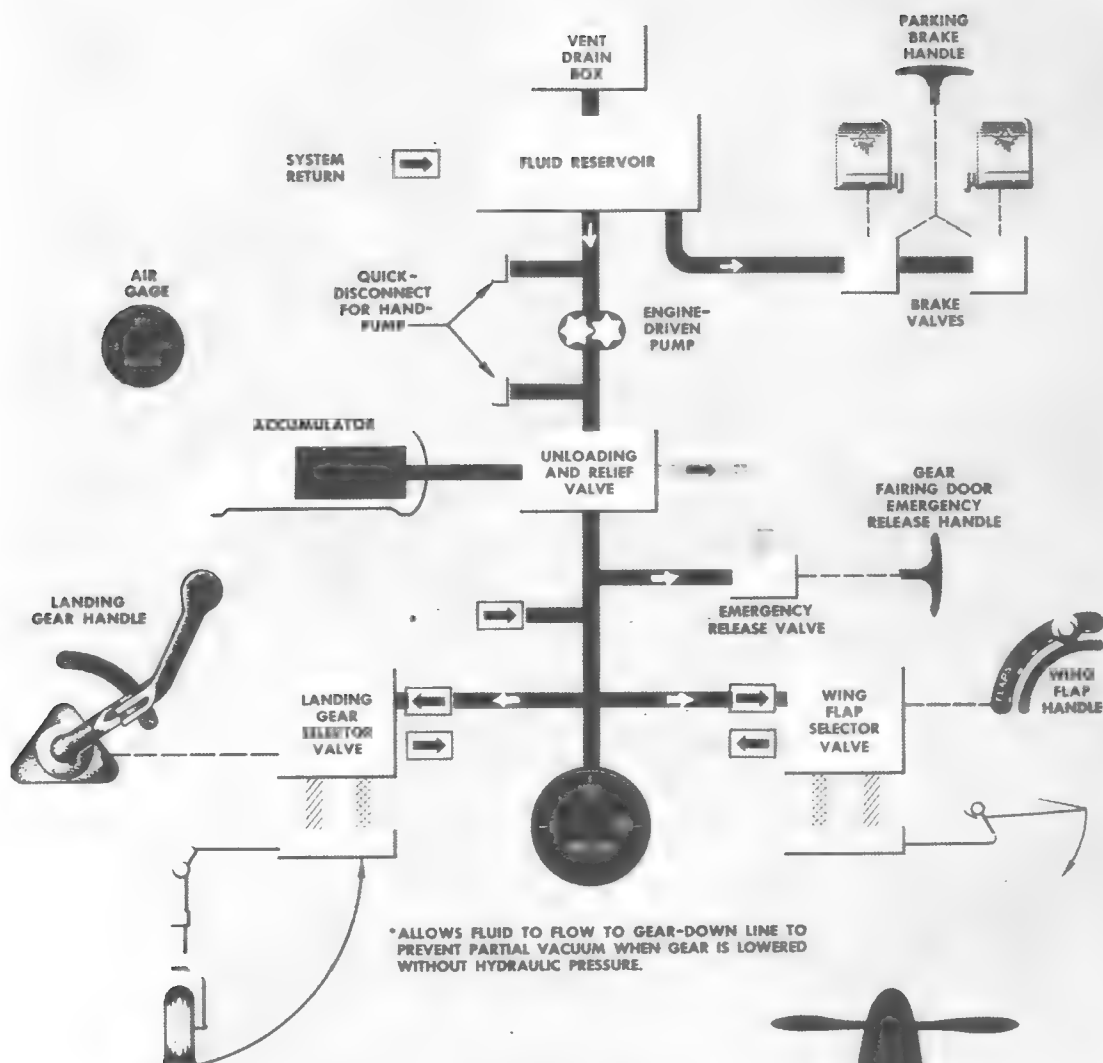 VENT
DRAIN
BOX
PARKING
BRAKE
HANDLE
SYSTEM
RETURN
FLUID RESERVOIR
AIR
GAGE
QUICK-
DISCONNECT
FOR HAND-
PUMP
ENGINE-
DRIVEN
PUMP
BRAKE
VALVES
ACCUMULATOR
UNLOADING
AND RELIEF
VALVE
GEAR
FAIRING DOOR
EMERGENCY
RELEASE HANDLE
LANDING
GEAR HANDLE
EMERGENCY
RELEASE VALVE
LANDING
GEAR
SELECTOR
VALVE
WING
FLAP
SELECTOR
VALVE
FLAPS
WING
FLAP
HANDLE
*ALLOWS FLUID TO FLOW TO GEAR-DOWN LINE TO
PREVENT PARTIAL VACUUM WHEN GEAR IS LOWERED
WITHOUT HYDRAULIC PRESSURE.